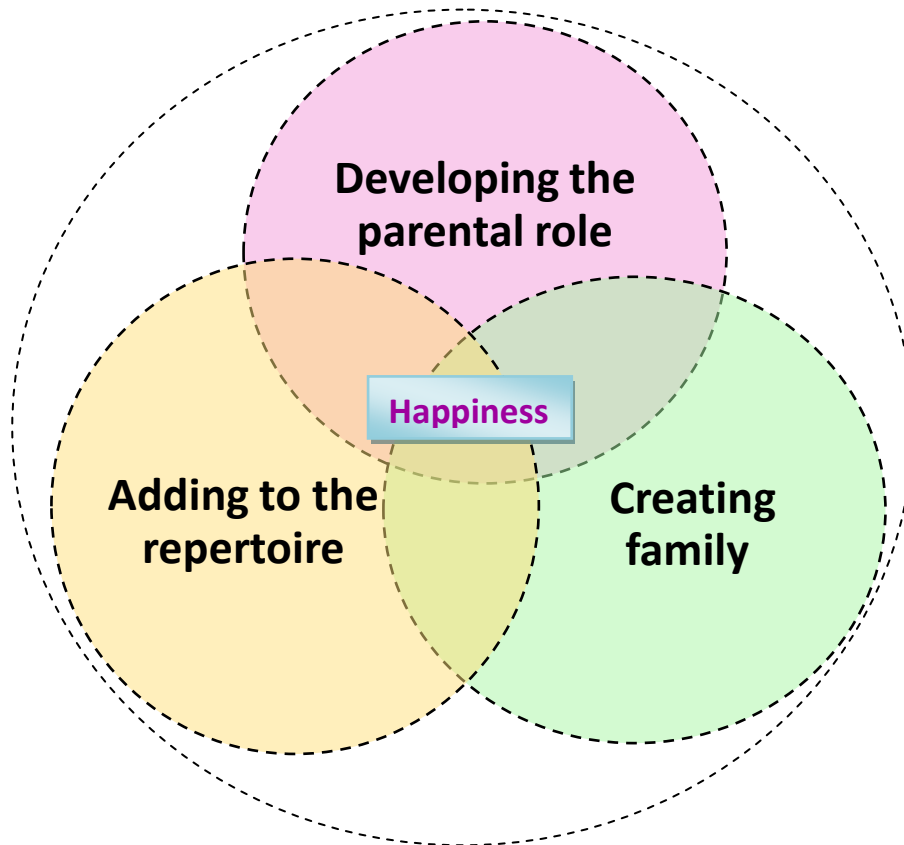 Developing the
parental role
Happiness
Adding to the
repertoire
Creating
family